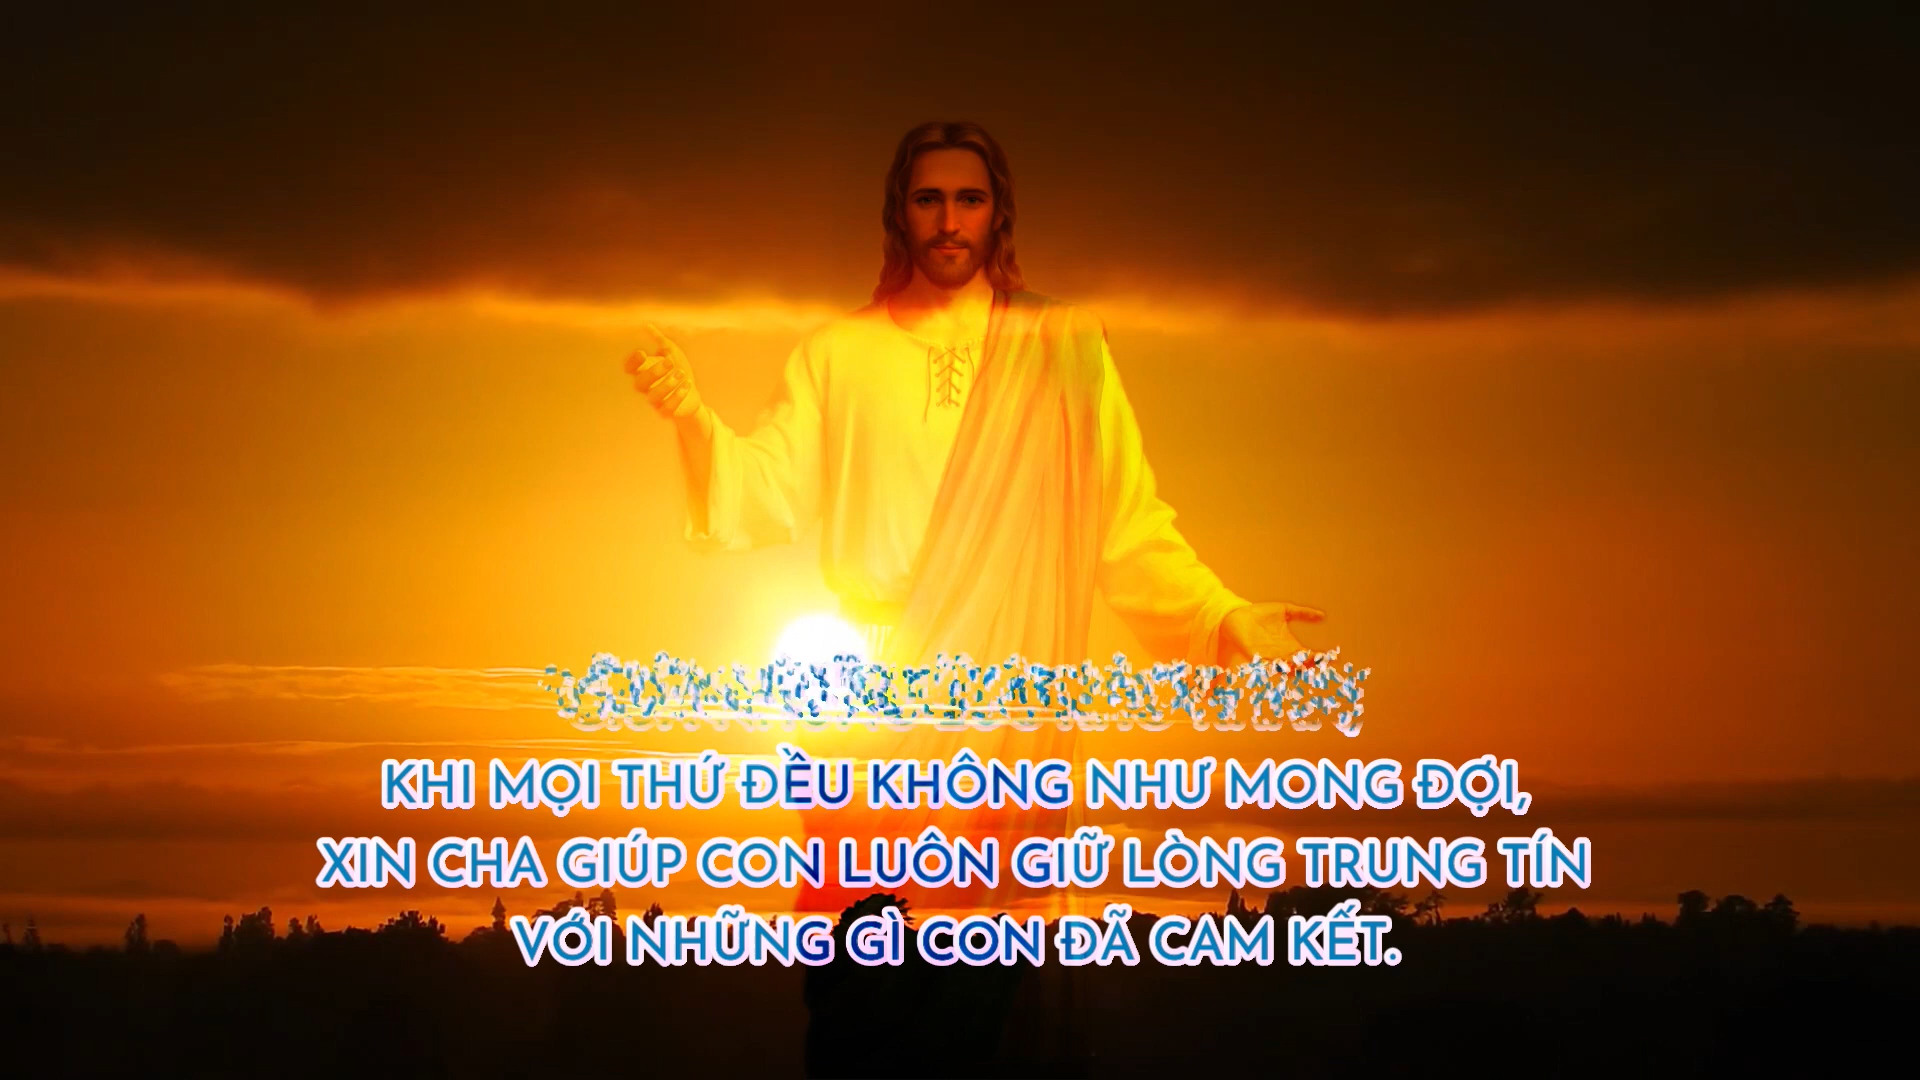 KHI MỌI THỨ ĐỀU KHÔNG NHƯ MONG ĐỢI,
XIN CHA GIÚP CON LUÔN GIỮ LÒNG TRUNG TÍN
VỚI NHỮNG GÌ CON ĐÃ CAM KẾT.